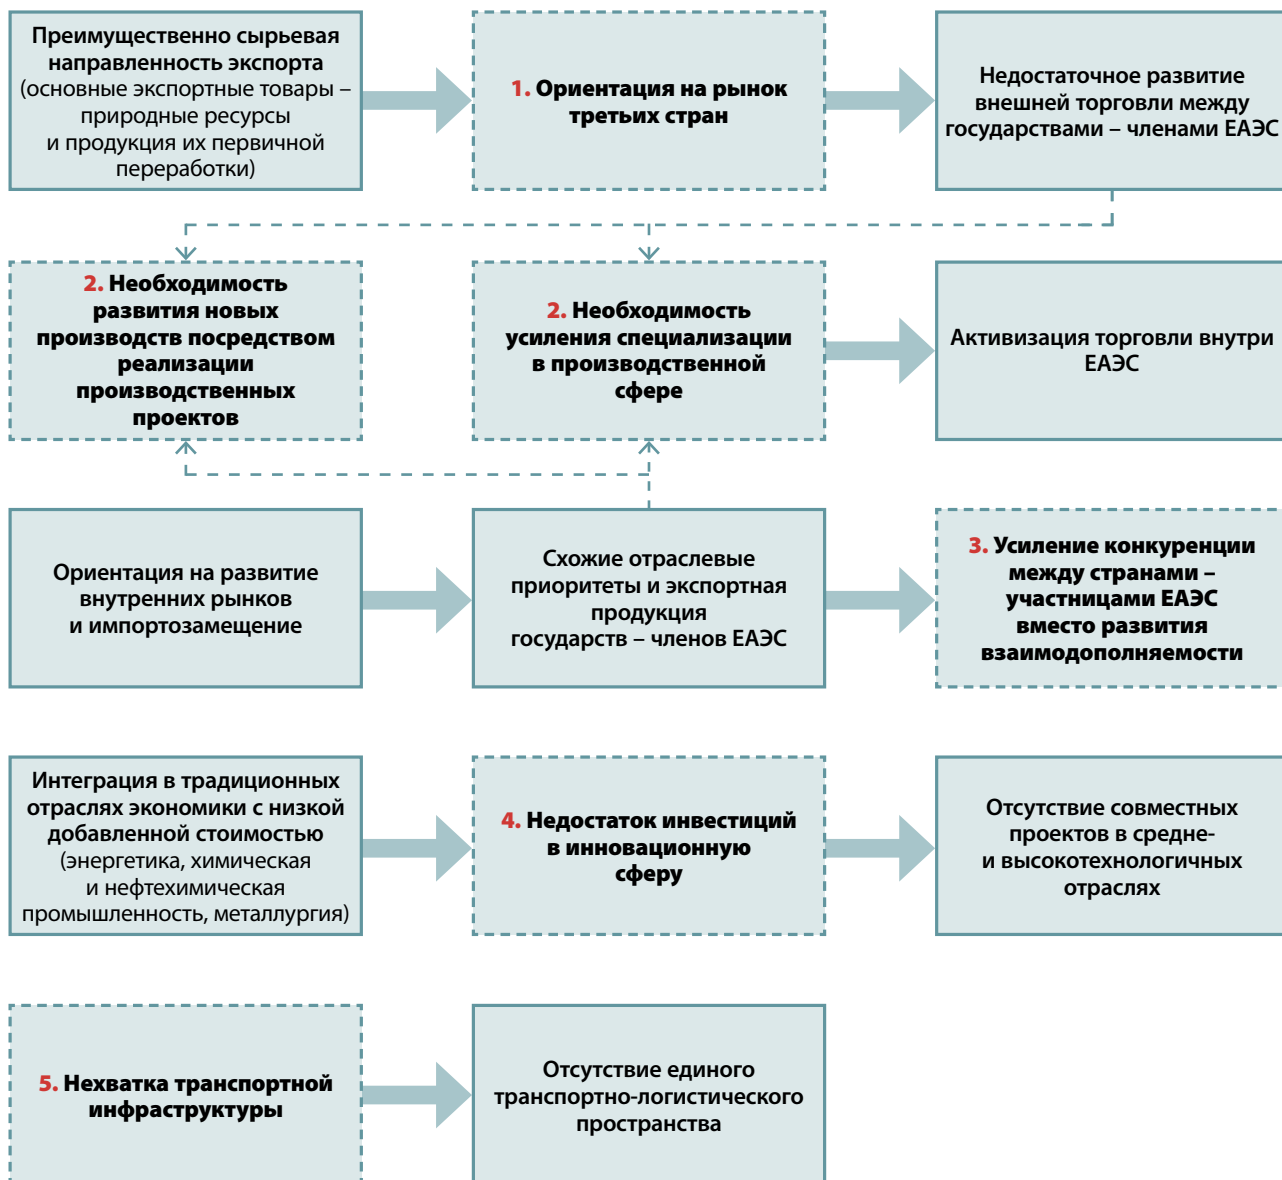 Преимущественно сырьевая
направленность экспорта
(основные экспортные товары –
природные ресурсы
и продукция их первичной
переработки)
1. Ориентация на рынок
третьих стран
Недостаточное развитие
внешней торговли между
государствами – членами ЕАЭС
2. Необходимость
развития новых
производств посредством
реализации
производственных
проектов
2. Необходимость
усиления специализации
в производственной
сфере
Активизация торговли внутри
ЕАЭС
Ориентация на развитие
внутренних рынков
и импортозамещение
Схожие отраслевые
приоритеты и экспортная
продукция
государств – членов ЕАЭС
3. Усиление конкуренции
между странами –
участницами ЕАЭС
вместо развития
взаимодополняемости
Интеграция в традиционных
отраслях экономики с низкой
добавленной стоимостью
(энергетика, химическая
и нефтехимическая
промышленность, металлургия)
4. Недостаток инвестиций
в инновационную
сферу
Отсутствие совместных
проектов в средне-
и высокотехнологичных
отраслях
5. Нехватка транспортной
инфраструктуры
Отсутствие единого
транспортно-логистического
пространства